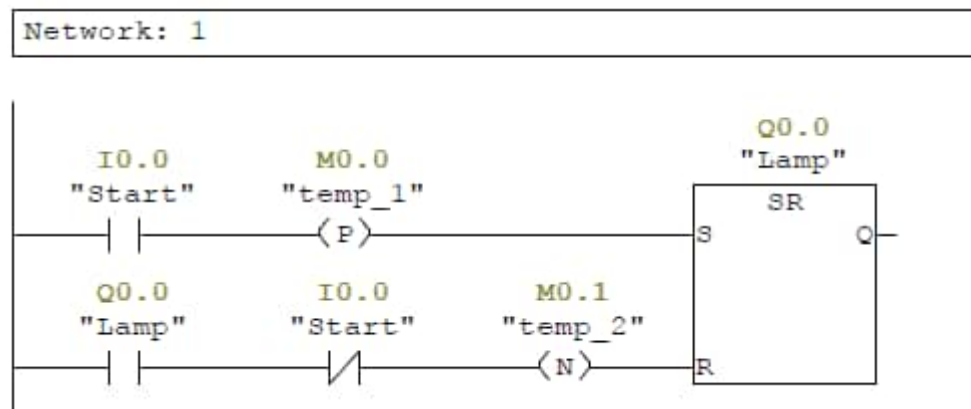 Network: 1
Q0.0
"Lamp"
I0.0 M0.0
"Start" "temp_1"
SR
P S Q
Q0.0 I0.0 M0.1
"Lamp" "Start" "temp_2"
N R